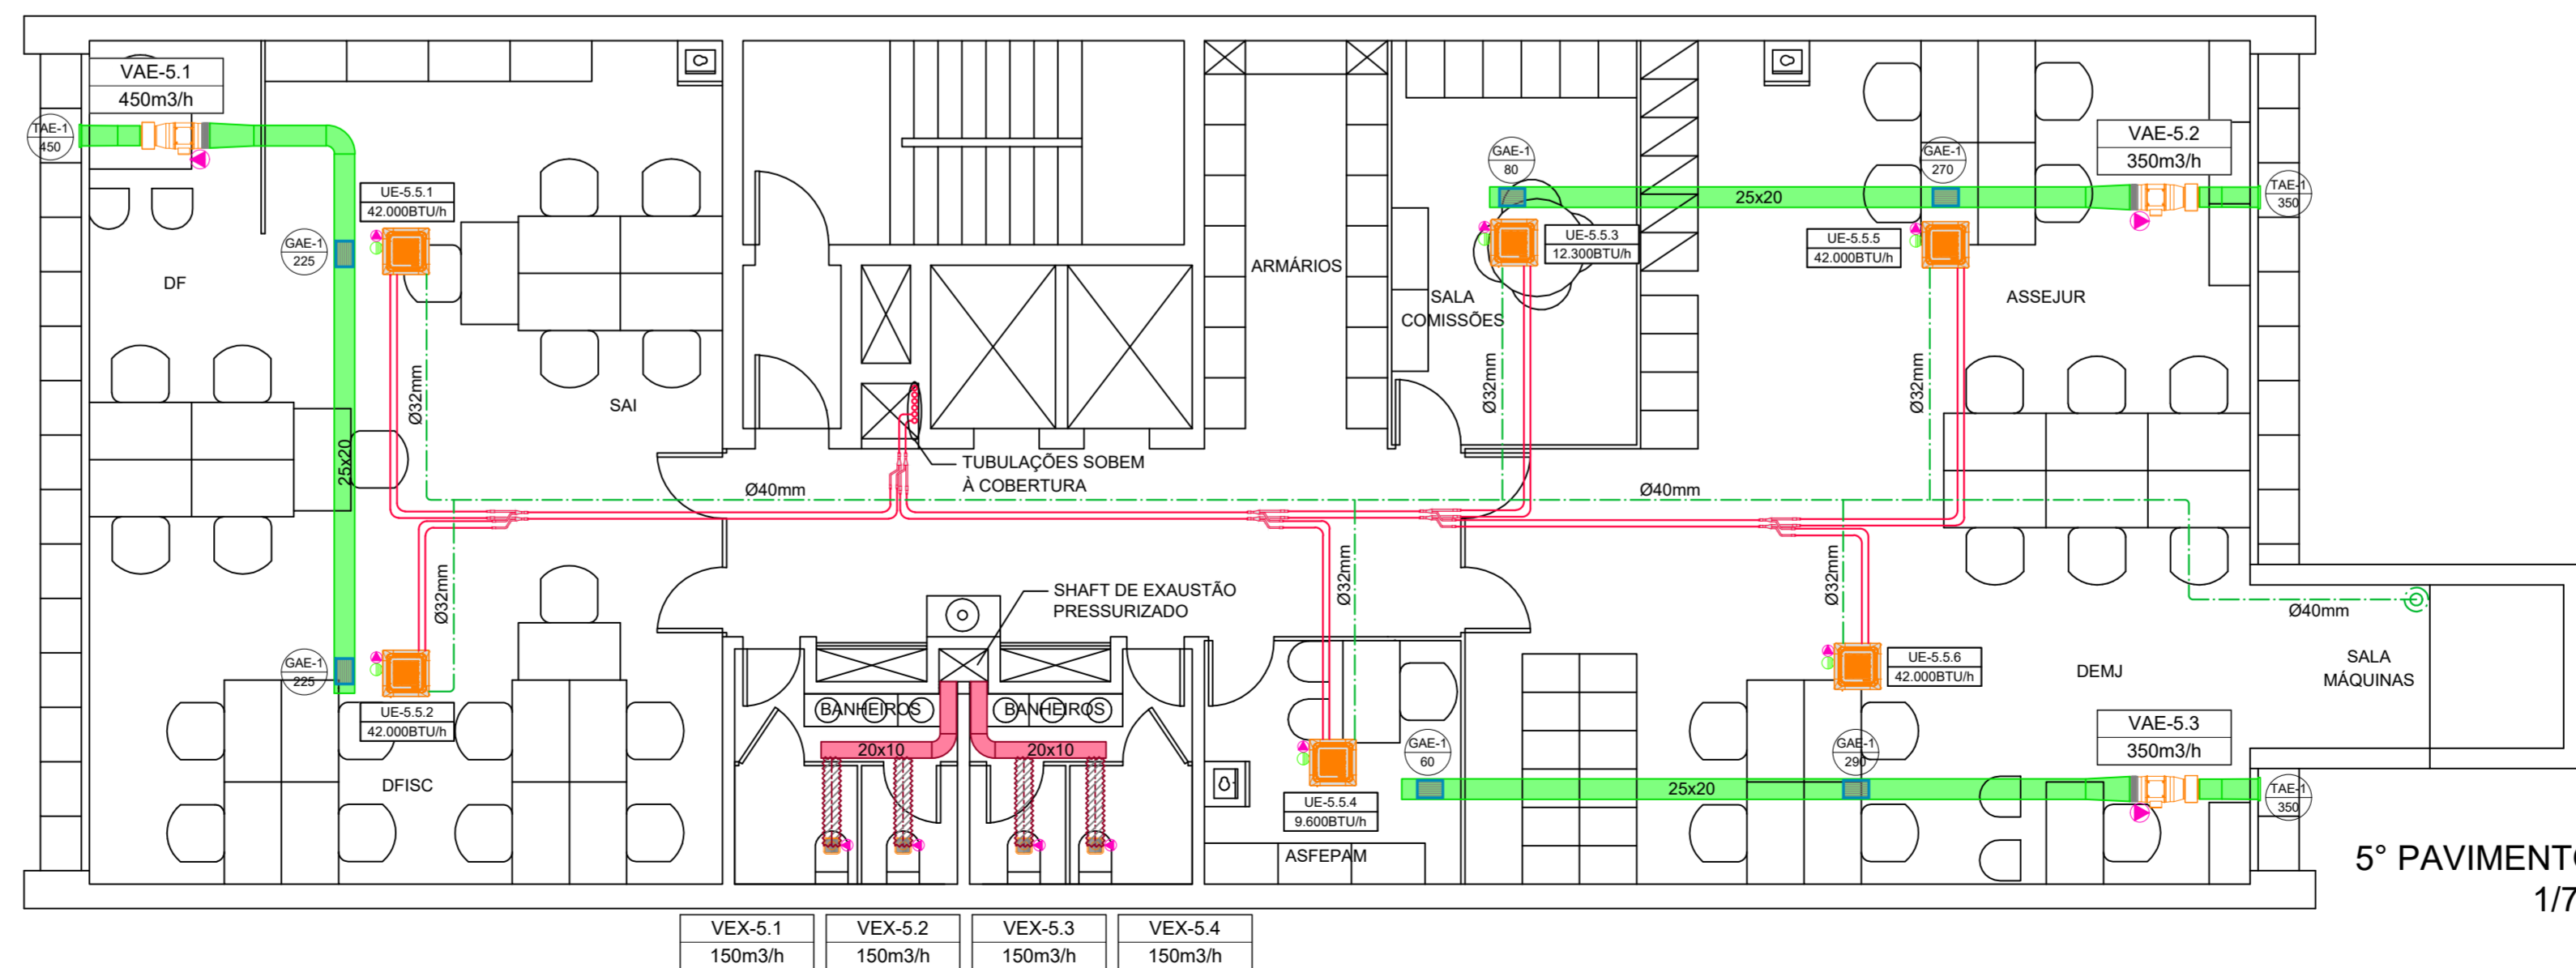 VAE-5.1
450m3/h
TAE-1
450
UE-5.5.1
42.000BTU/h
GAE-1
225
DF
SAI
Ø32mm
25x20
Ø32mm
GAE-1
225
UE-5.5.2
42.000BTU/h
DFISC
Ø40mm
TUBULAÇÕES SOBEM
À COBERTURA
SHAFT DE EXAUSTÃO
PRESSURIZADO
BANHEIROS
BANHEIROS
20x10
20x10
VEX-5.1
150m3/h
VEX-5.2
150m3/h
VEX-5.3
150m3/h
VEX-5.4
150m3/h
ARMÁRIOS
GAE-1
80
25x20
UE-5.5.3
12.300BTU/h
SALA
COMISSÕES
Ø32mm
GAE-1
270
UE-5.5.5
42.000BTU/h
VAE-5.2
350m3/h
TAE-1
350
ASSEJUR
Ø32mm
Ø40mm
Ø32mm
Ø32mm
UE-5.5.4
9.600BTU/h
ASFEPAM
GAE-1
60
25x20
GAE-1
290
UE-5.5.6
42.000BTU/h
DEMJ
VAE-5.3
350m3/h
TAE-1
350
Ø40mm
SALA
MÁQUINAS
5° PAVIMENTO
1/7